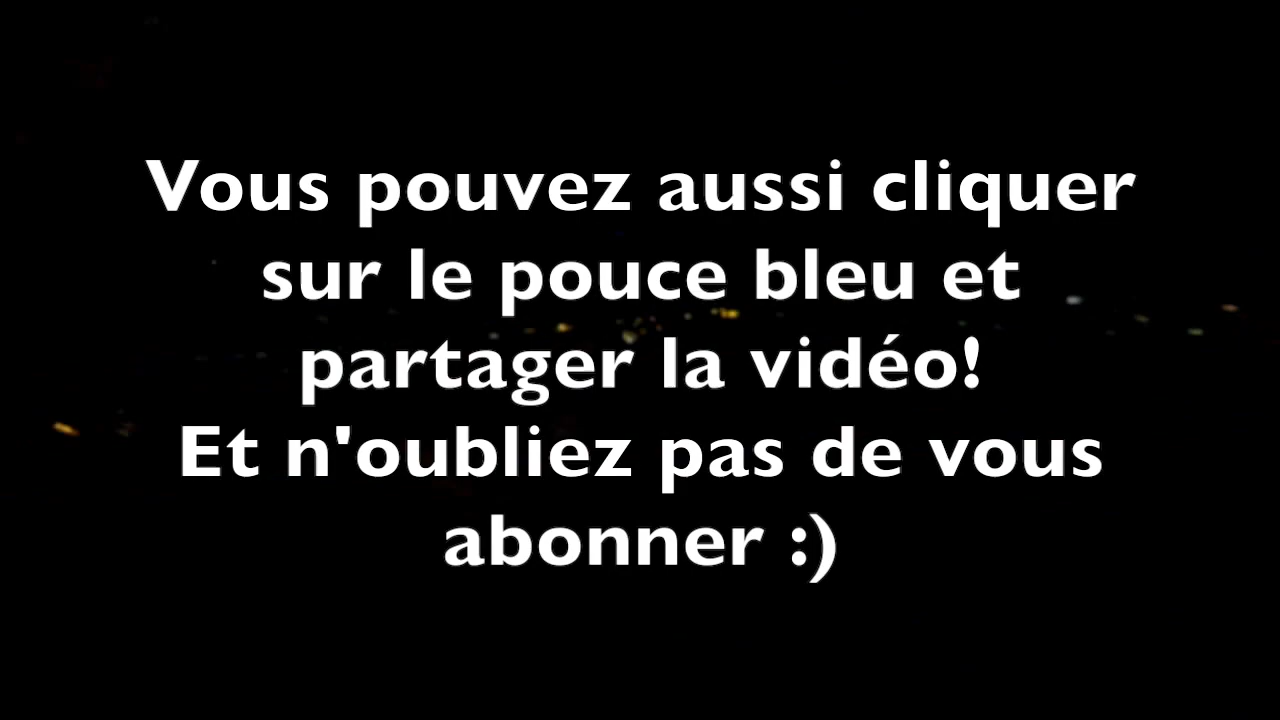 Vous pouvez aussi cliquer
sur le pouce bleu et
partager la vidéo!
Et n'oubliez pas de vous
abonner :)